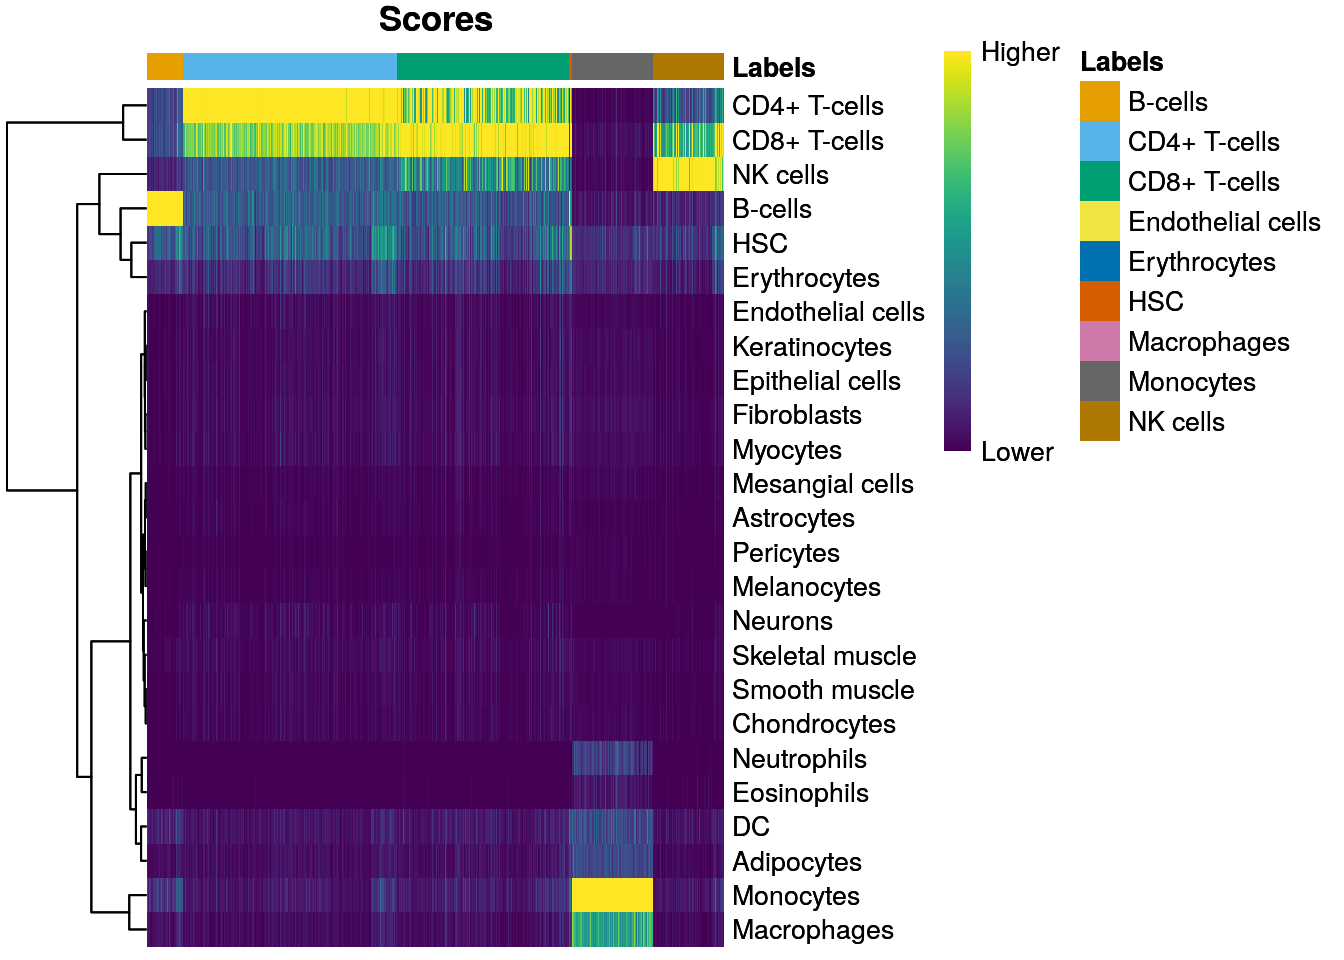 Scores
Labels
CD4+ T-cells
CD8+ T-cells
NK cells
B-cells
HSC
Erythrocytes
Endothelial cells
Keratinocytes
Epithelial cells
Fibroblasts
Myocytes
Mesangial cells
Astrocytes
Pericytes
Melanocytes
Neurons
Skeletal muscle
Smooth muscle
Chondrocytes
Neutrophils
Eosinophils
DC
Adipocytes
Monocytes
Macrophages
Higher
Lower
Labels
B-cells
CD4+ T-cells
CD8+ T-cells
Endothelial cells
Erythrocytes
HSC
Macrophages
Monocytes
NK cells